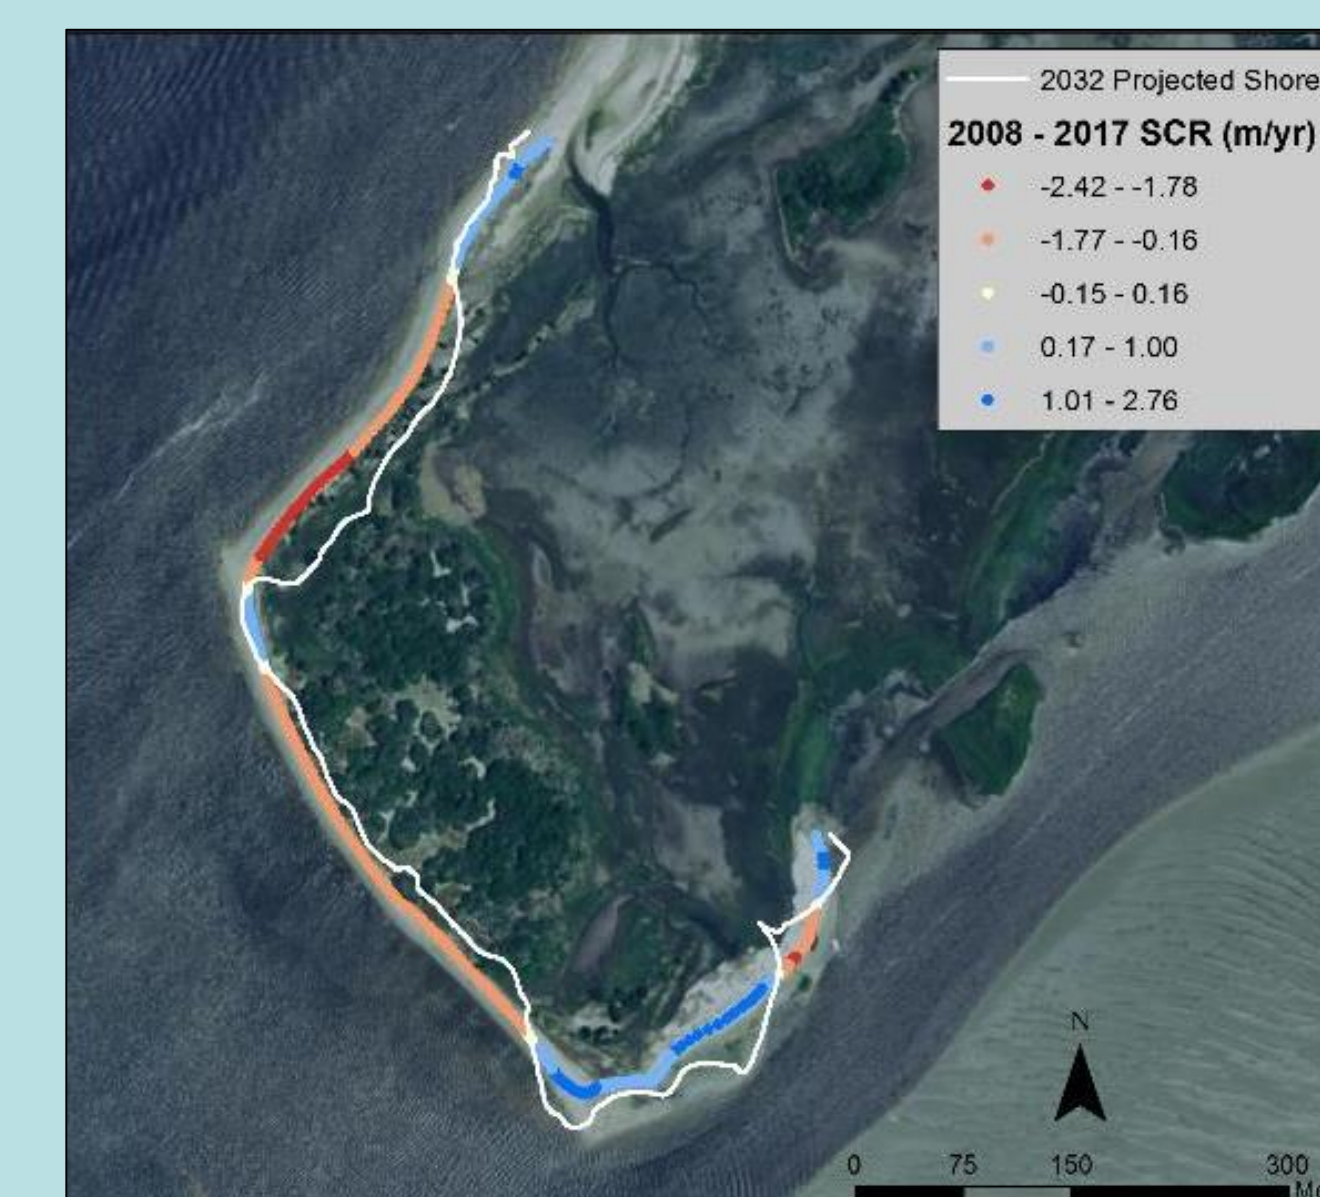 2032 Projected Shore
2008 - 2017 SCR (m/yr)
-2.42 - -1.78
-1.77 - -0.16
-0.15 - 0.16
0.17 - 1.00
1.01 - 2.76
N
0 75 150 300